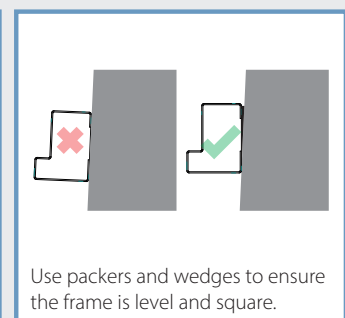 Use packers and wedges to ensure
the frame is level and square.